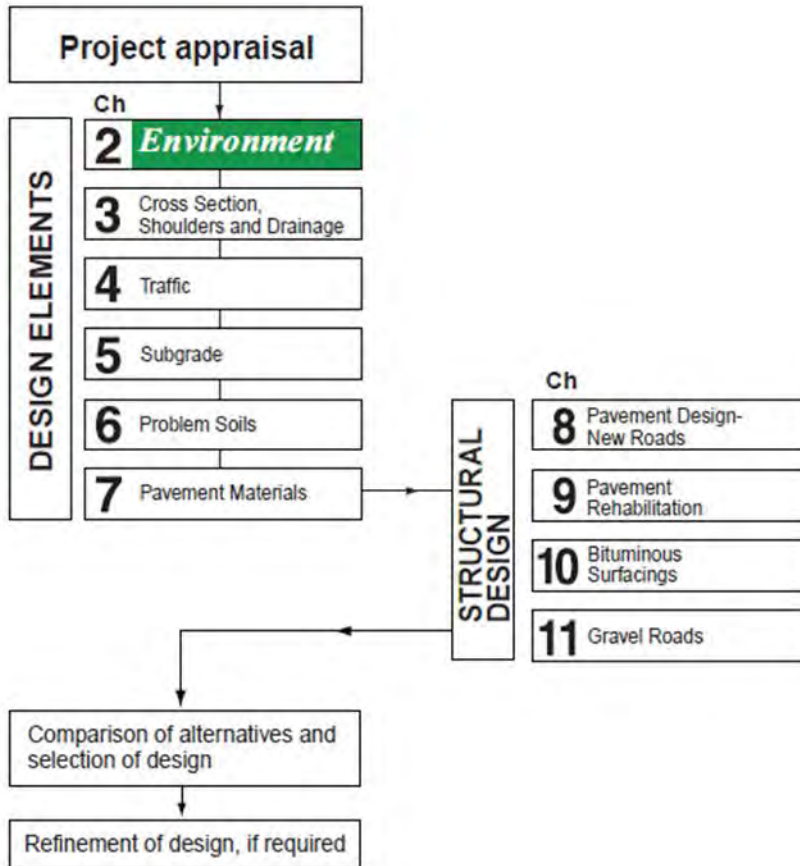 Project appraisal
Ch
DESIGN ELEMENTS
2 Environment
3 Cross Section,
Shoulders and Drainage
4 Traffic
5 Subgrade
6 Problem Soils
7 Pavement Materials
STRUCTURAL
DESIGN
Ch
8 Pavement Design-
New Roads
9 Pavement
Rehabilitation
10 Bituminous
Surfacings
11 Gravel Roads
Comparison of alternatives and
selection of design
Refinement of design, if required